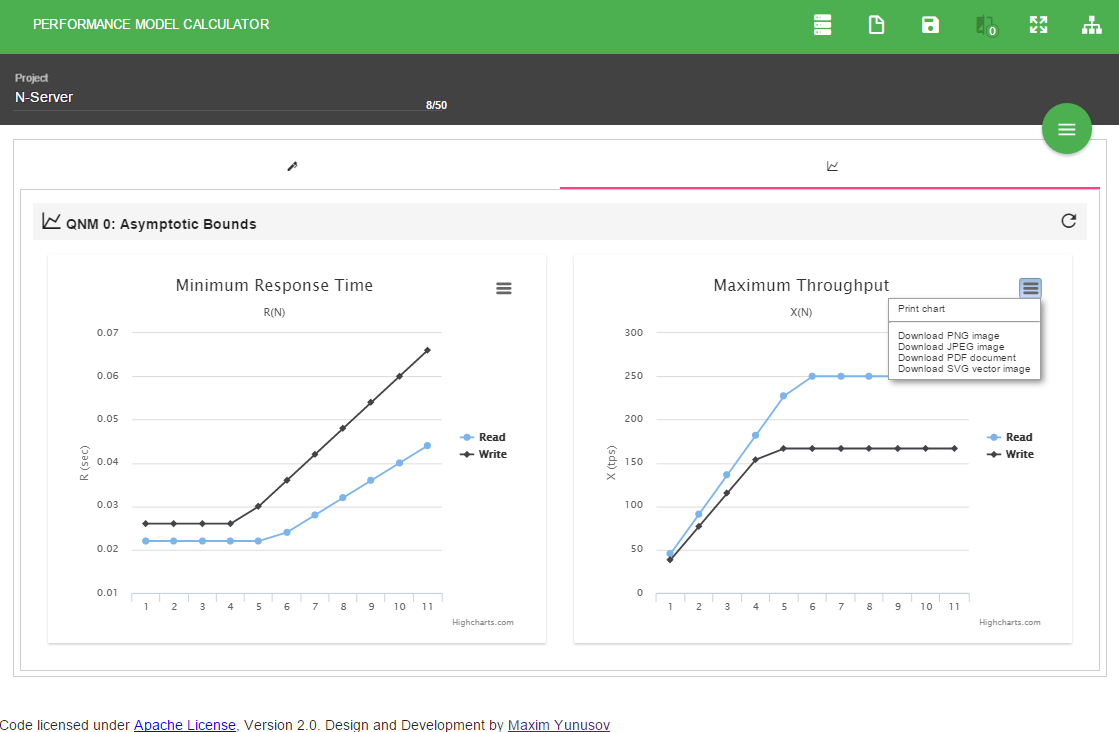 PERFORMANCE MODEL CALCULATOR
0
Project
N-Server
8/50
QNM 0: Asymptotic Bounds
Minimum Response Time
R(N)
R (sec)
0.07
0.06
0.05
0.04
0.03
0.02
0.01
1 2 3 4 5 6 7 8 9 10 11
Read
Write
Highcharts.com
Maximum Throughput
X(N)
Print chart
Download PNG image
Download JPEG image
Download PDF document
Download SVG vector image
X (tps)
300
250
200
150
100
50
0
1 2 3 4 5 6 7 8 9 10 11
Read
Write
Highcharts.com
Code licensed under Apache License, Version 2.0. Design and Development by Maxim Yunusov